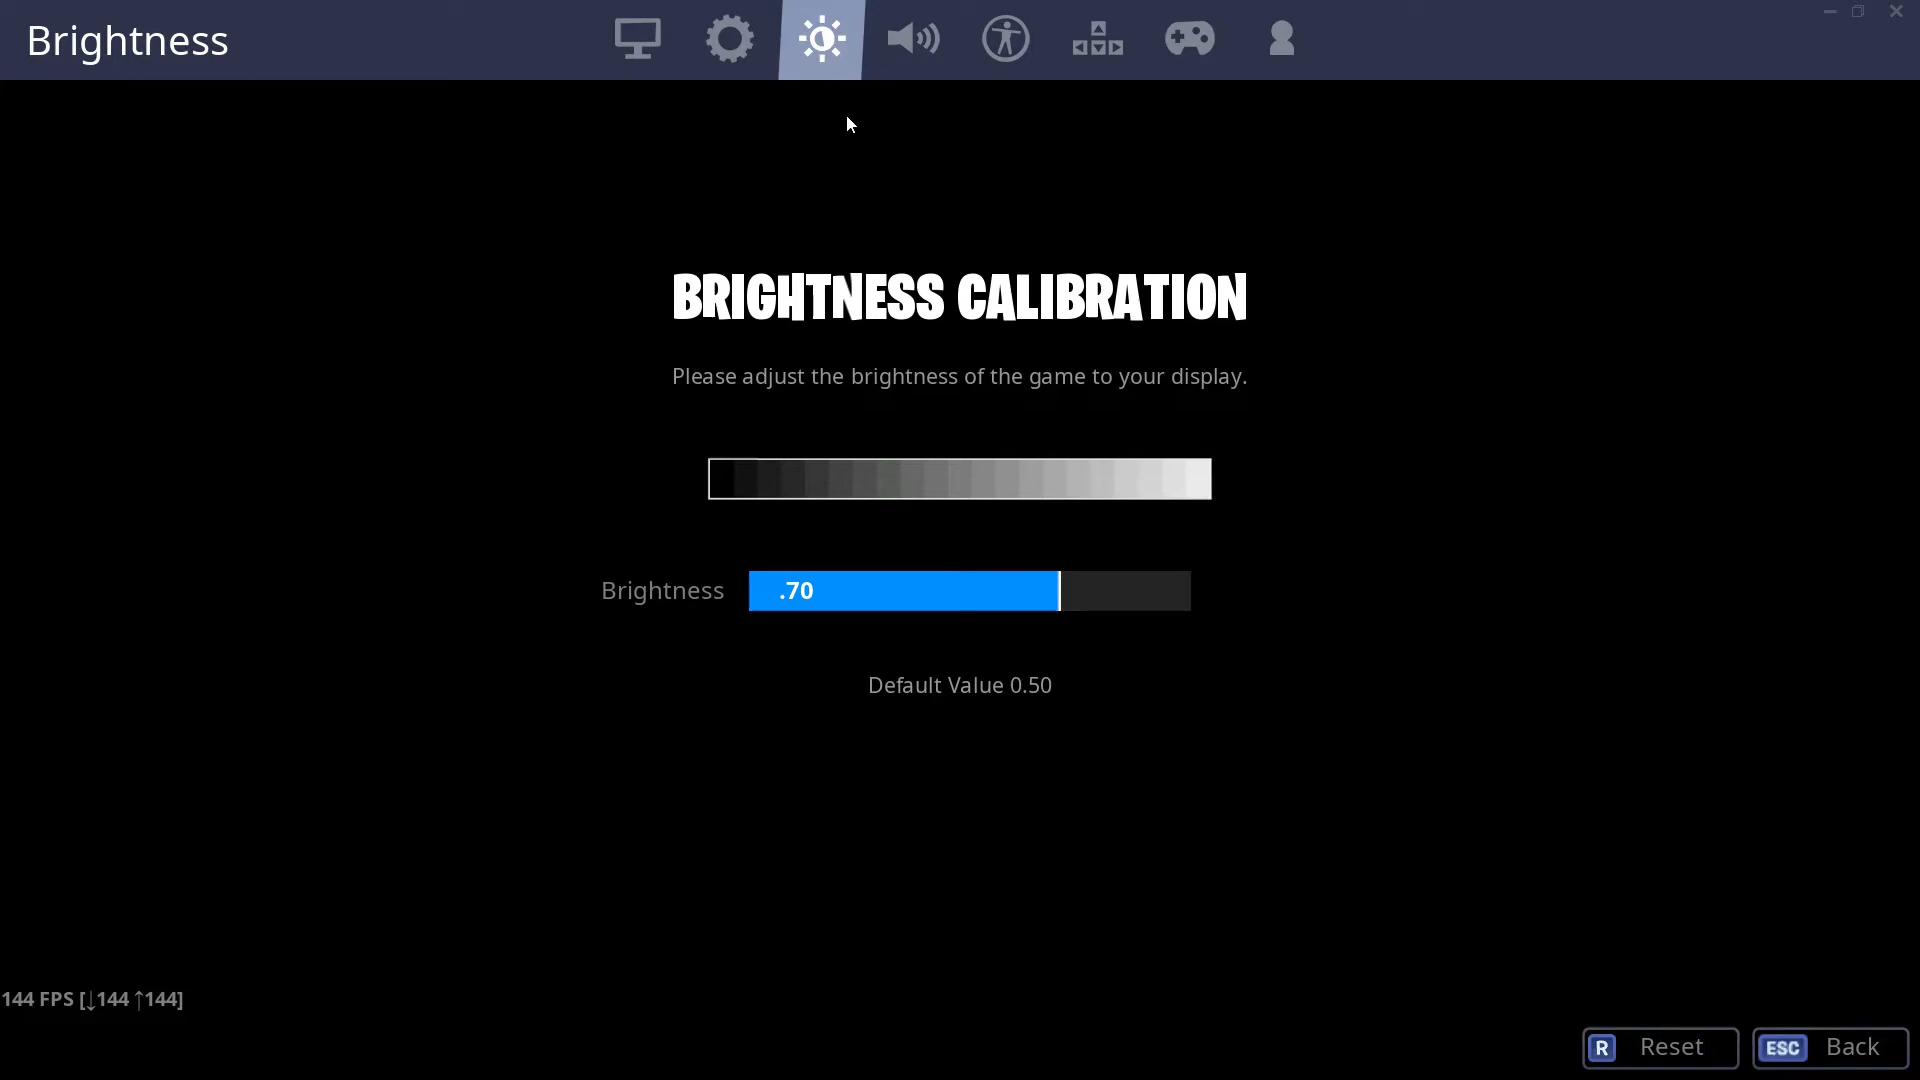 Brightness
BRIGHTNESS CALIBRATION
Please adjust the brightness of the game to your display.
Brightness .70
Default Value 0.50
144 FPS [↓144 ↑144]
R Reset ESC Back